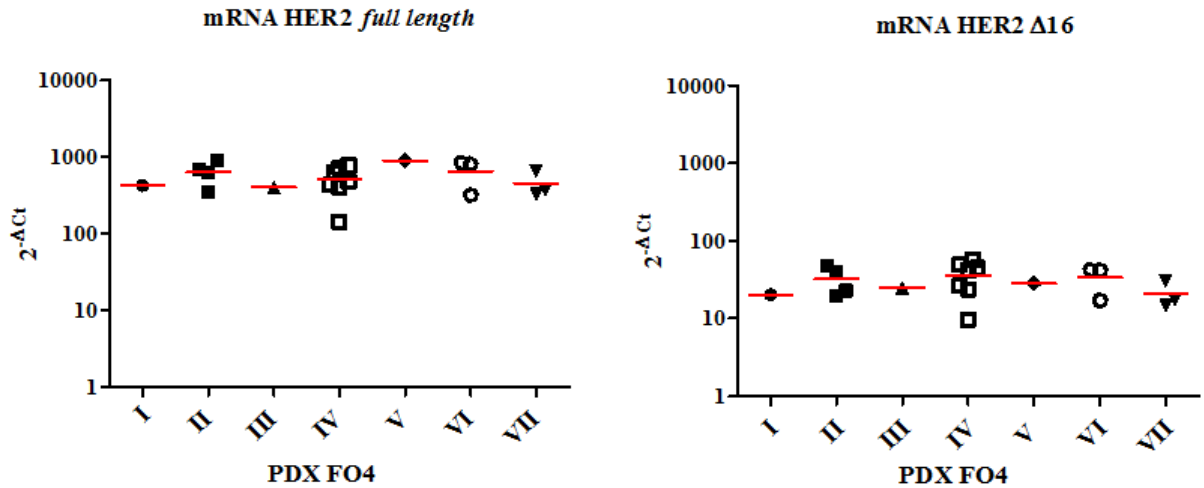 mRNA HER2 full length
10000
1000
100
10
1
2-ΔCt
I
II
III
IV
V
VI
VII
PDX FO4
mRNA HER2 Δ16
10000
1000
100
10
1
2-ΔCt
I
II
III
IV
V
VI
VII
PDX FO4